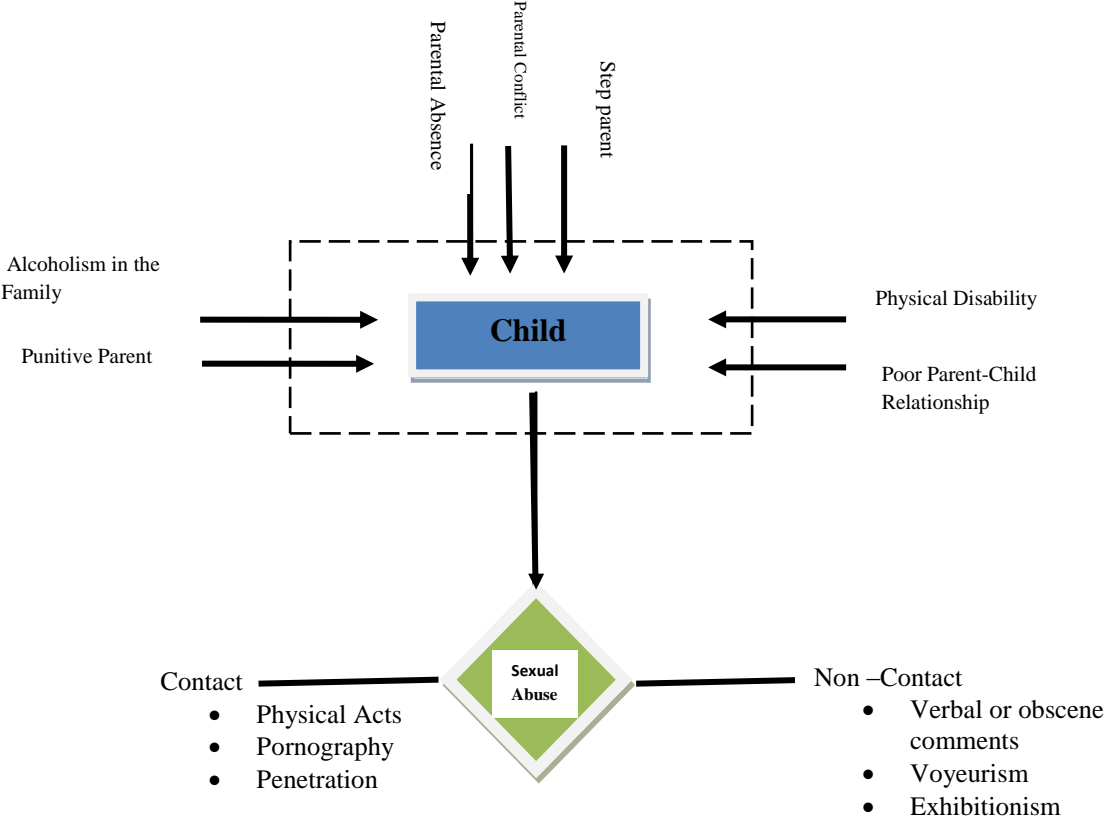 Parental Absence
Parental Conflict
Step parent
Alcoholism in the
Family
Punitive Parent
Child
Physical Disability
Poor Parent-Child
Relationship
Sexual
Abuse
Contact
• Physical Acts
• Pornography
• Penetration
Non –Contact
• Verbal or obscene
comments
• Voyeurism
• Exhibitionism